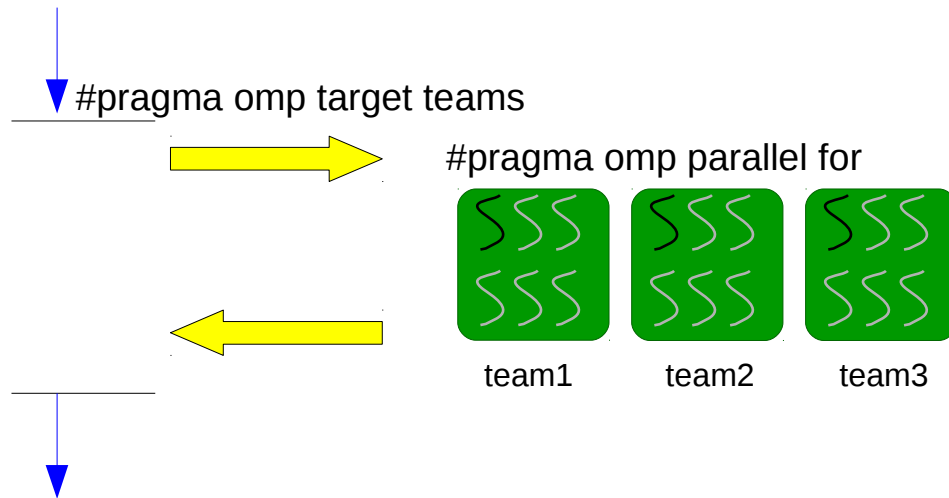 #pragma omp target teams
#pragma omp parallel for
team1 team2 team3